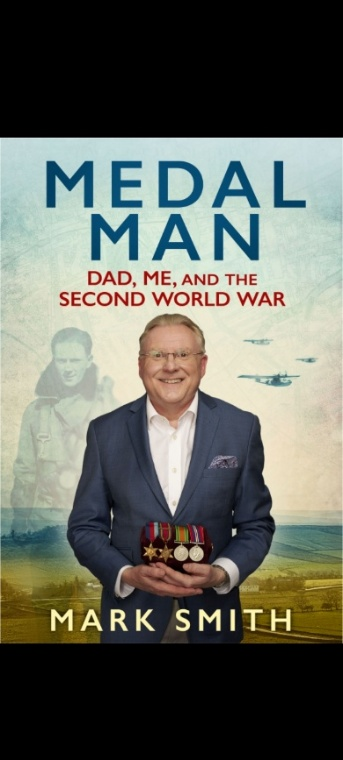 MEDAL
MAN
DAD, ME, AND THE
SECOND WORLD WAR
MARK SMITH